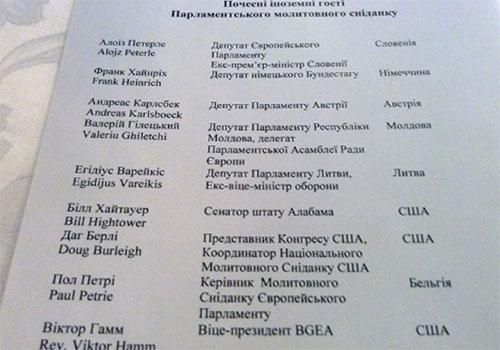 Почесні іноземні гості
Парламентського молитовного сніданку
Алоіз Петерле Депутат Європейського Словенія
Alojz Peterle Парламенту
Екс-прем'єр-міністр Словенії
Франк Хайнріх Депутат німецького Бундестагу Німеччина
Frank Heinrich
Андреас Карлсбек Депутат Парламенту Австрії Австрія
Andreas Karlsboeck
Валерій Гілецький Депутат Парламенту Республіки Молдова
Valeriu Ghiletchi Молдова, делегат
Парламентської Асамблеї Ради
Європи
Егідіус Варейкіс Депутат Парламенту Литви, Литва
Egidijus Vareikis Екс-віце-міністр оборони
Білл Хайтауер Сенатор штату Алабама США
Bill Hightower
Даг Берлі Представник Конгресу США, США
Doug Burleigh Координатор Національного
Молитовного Сніданку США
Пол Петрі Керівник Молитовного Бельгія
Paul Petrie Сніданку Європейського
Парламенту
Віктор Гамм Віце-президент BGEA США
Rev. Viktor Hamm